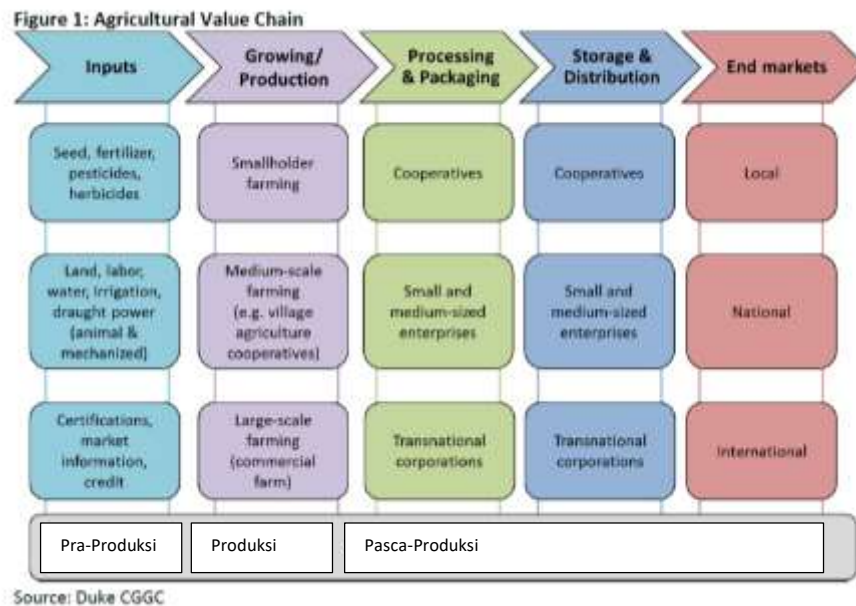 Figure 1: Agricultural Value Chain
Inputs
Growing/
Production
Processing
& Packaging
Storage &
Distribution
End markets
Seed, fertilizer,
pesticides,
herbicides
Smallholder
farming
Cooperatives
Cooperatives
Local
Land, labor,
water, irrigation,
draught power
(animal &
mechanized)
Medium-scale
farming
(e.g. village
agriculture
cooperatives)
Small and
medium-sized
enterprises
Small and
medium-sized
enterprises
National
Certifications,
market
information,
credit
Large-scale
farming
(commercial
farm)
Transnational
corporations
Transnational
corporations
International
Pra-Produksi
Produksi
Pasca-Produksi
Source: Duke CGGC